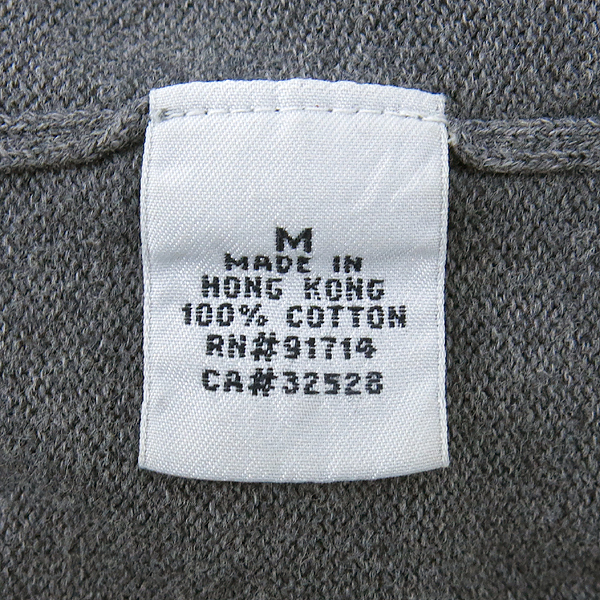 M
MADE IN
HONG KONG
100% COTTON
RN#91714
CA#32528